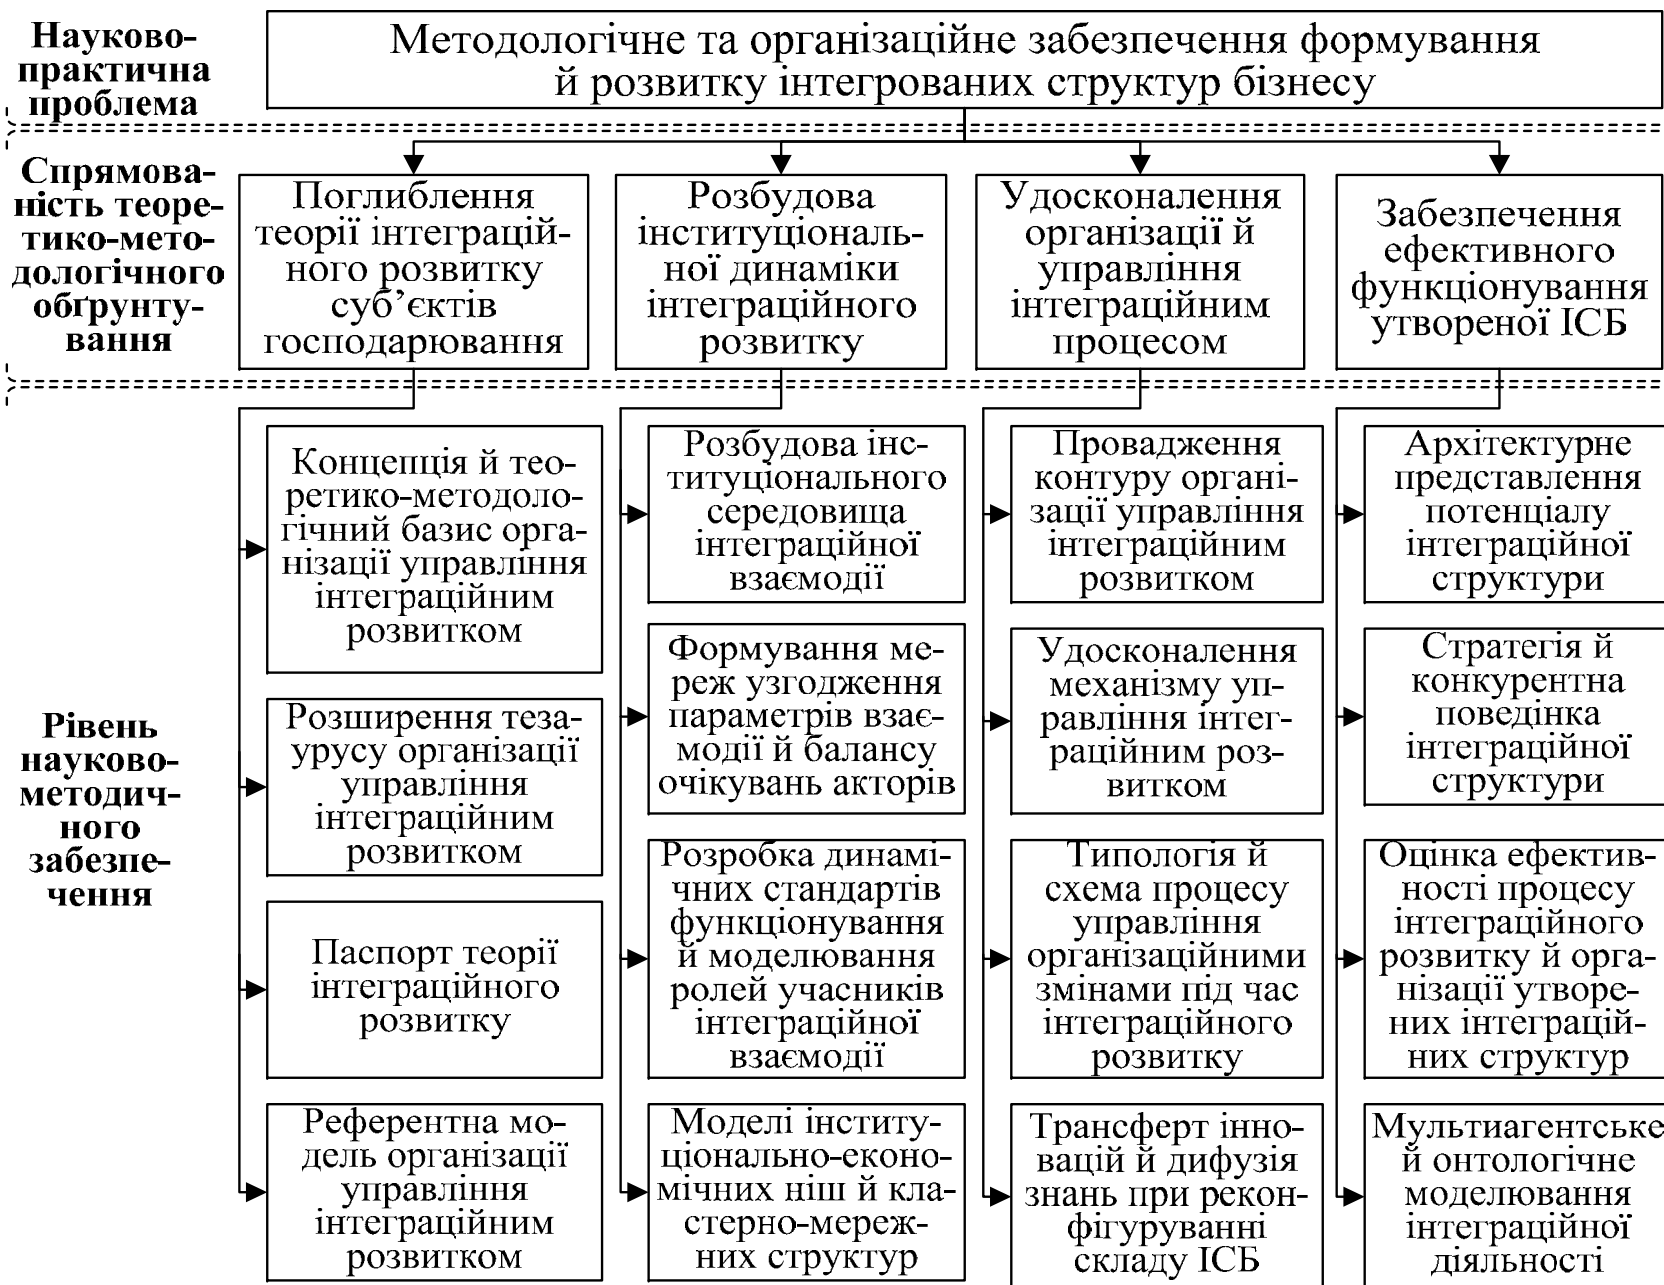 Науково-
практична
проблема
Методологічне та організаційне забезпечення формування
й розвитку інтегрованих структур бізнесу
Спрямова-
ність теоре-
тико-мето-
дологічного
обґрунту-
вання
Поглиблення
теорії інтеграцій-
ного розвитку
суб’єктів
господарювання
Розбудова
інституціональ-
ної динаміки
інтеграційного
розвитку
Удосконалення
організації й
управління
інтеграційним
процесом
Забезпечення
ефективного
функціонування
утвореної ІСБ
Рівень
науково-
методич-
ного
забезпе-
чення
Концепція й тео-
ретико-методоло-
гічний базис орга-
нізації управління
інтеграційним
розвитком
Розширення теза-
урусу організації
управління
інтеграційним
розвитком
Паспорт теорії
інтеграційного
розвитку
Референтна мо-
дель організації
управління
інтеграційним
розвитком
Розбудова інс-
титуціонального
середовища
інтеграційної
взаємодії
Формування ме-
реж узгодження
параметрів взає-
модії й балансу
очікувань акторів
Розробка динамі-
чних стандартів
функціонування
й моделювання
ролей учасників
інтеграційної
взаємодії
Моделі інститу-
ціонально-еконо-
мічних ніш й кла-
стерно-мереж-
них структур
Провадження
контуру органі-
зації управління
інтеграційним
розвитком
Удосконалення
механізму уп-
равління інтег-
раційним роз-
витком
Типологія й
схема процесу
управління
організаційними
змінами під час
інтеграційного
розвитку
Трансферт інно-
вацій й дифузія
знань при рекон-
фігуруванні
складу ІСБ
Архітектурне
представлення
потенціалу
інтеграційної
структури
Стратегія й
конкурентна
поведінка
інтеграційної
структури
Оцінка ефектив-
ності процесу
інтеграційного
розвитку й орга-
нізації утворе-
них інтеграцій-
них структур
Мультиагентське
й онтологічне
моделювання
інтеграційної
діяльності